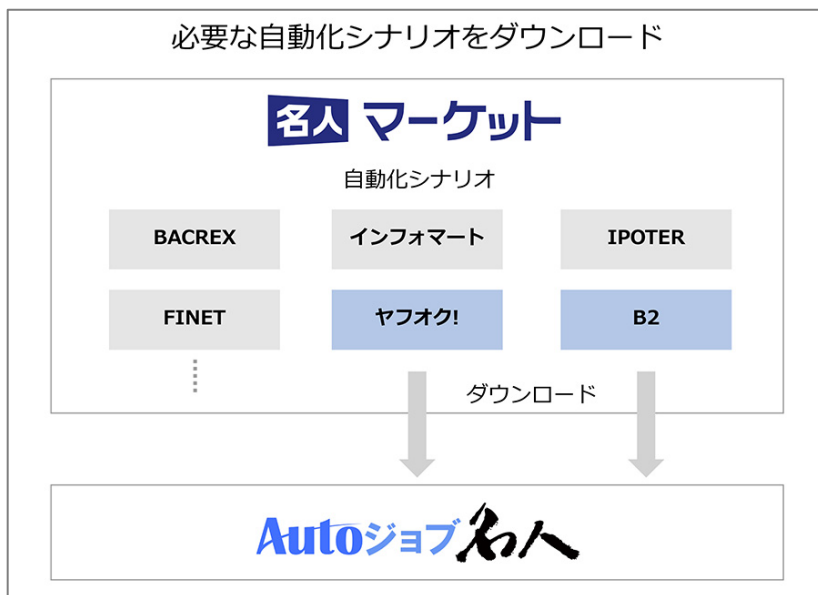 必要な自動化シナリオをダウンロード
名人 マーケット
自動化シナリオ
BACREX インフォマート IPOTER
FINET ヤフオク! B2
ダウンロード
Autoジョブ名人